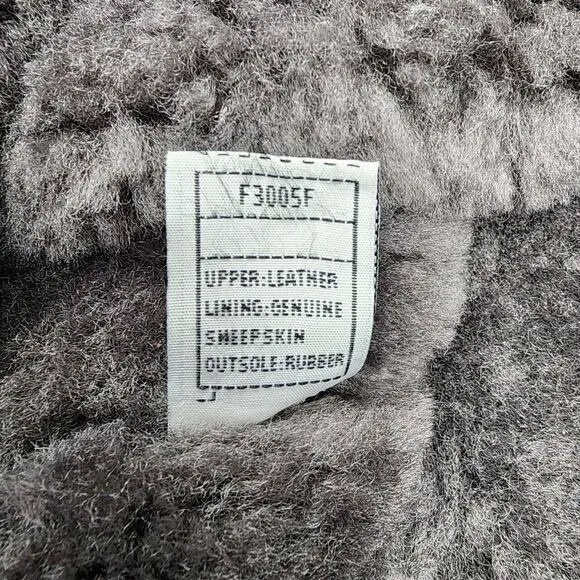 F3005F
UPPER:LEATHER
LINING:GENUINE
SHEEPSKIN
OUTSOLE:RUBBER